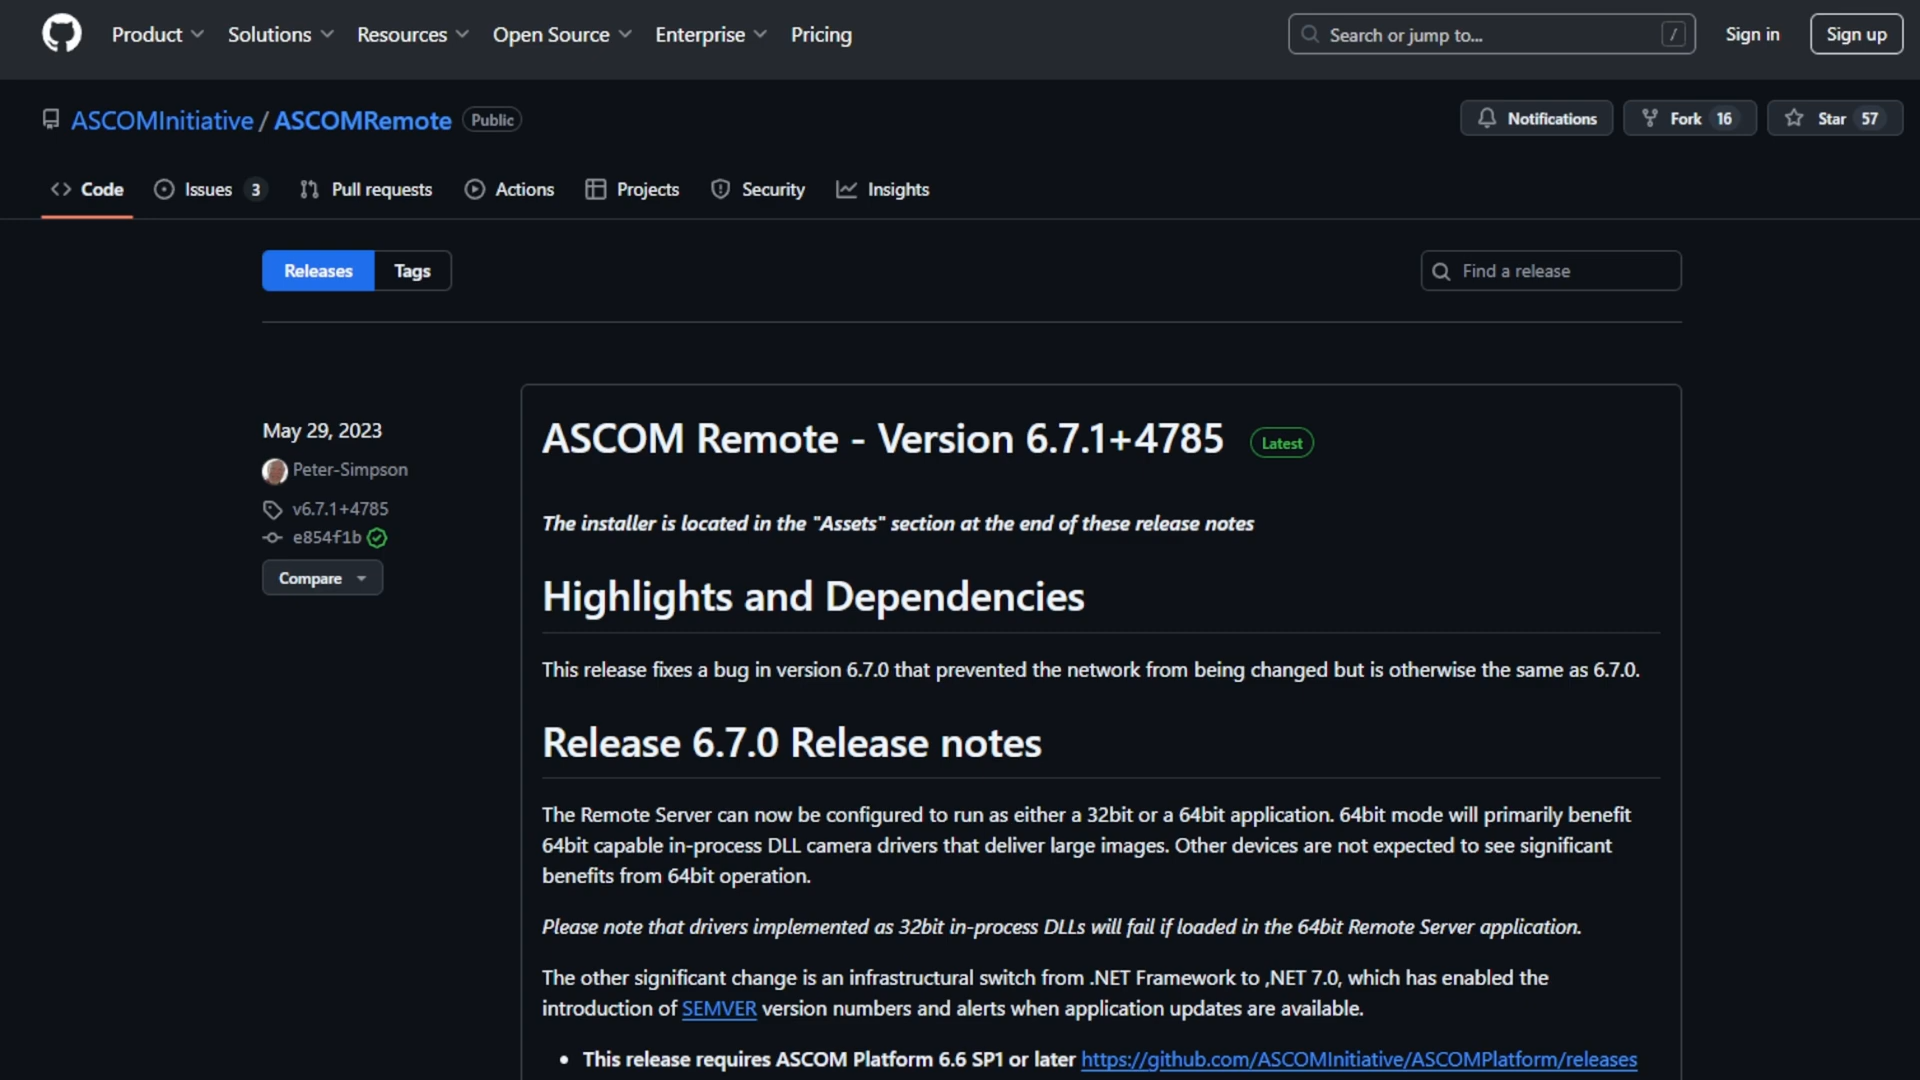 Product Solutions Resources Open Source Enterprise Pricing Search or jump to... / Sign in Sign up
ASCOMInitiative / ASCOMRemote Public Notifications Fork 16 Star 57
Code Issues 3 Pull requests Actions Projects Security Insights
Releases Tags Find a release
May 29, 2023
Peter-Simpson
v6.7.1+4785
e854f1b
Compare
ASCOM Remote - Version 6.7.1+4785 Latest
The installer is located in the "Assets" section at the end of these release notes
Highlights and Dependencies
This release fixes a bug in version 6.7.0 that prevented the network from being changed but is otherwise the same as 6.7.0.
Release 6.7.0 Release notes
The Remote Server can now be configured to run as either a 32bit or a 64bit application. 64bit mode will primarily benefit
64bit capable in-process DLL camera drivers that deliver large images. Other devices are not expected to see significant
benefits from 64bit operation.
Please note that drivers implemented as 32bit in-process DLLs will fail if loaded in the 64bit Remote Server application.
The other significant change is an infrastructural switch from .NET Framework to ,NET 7.0, which has enabled the
introduction of SEMVER version numbers and alerts when application updates are available.
• This release requires ASCOM Platform 6.6 SP1 or later https://github.com/ASCOMInitiative/ASCOMPlatform/releases